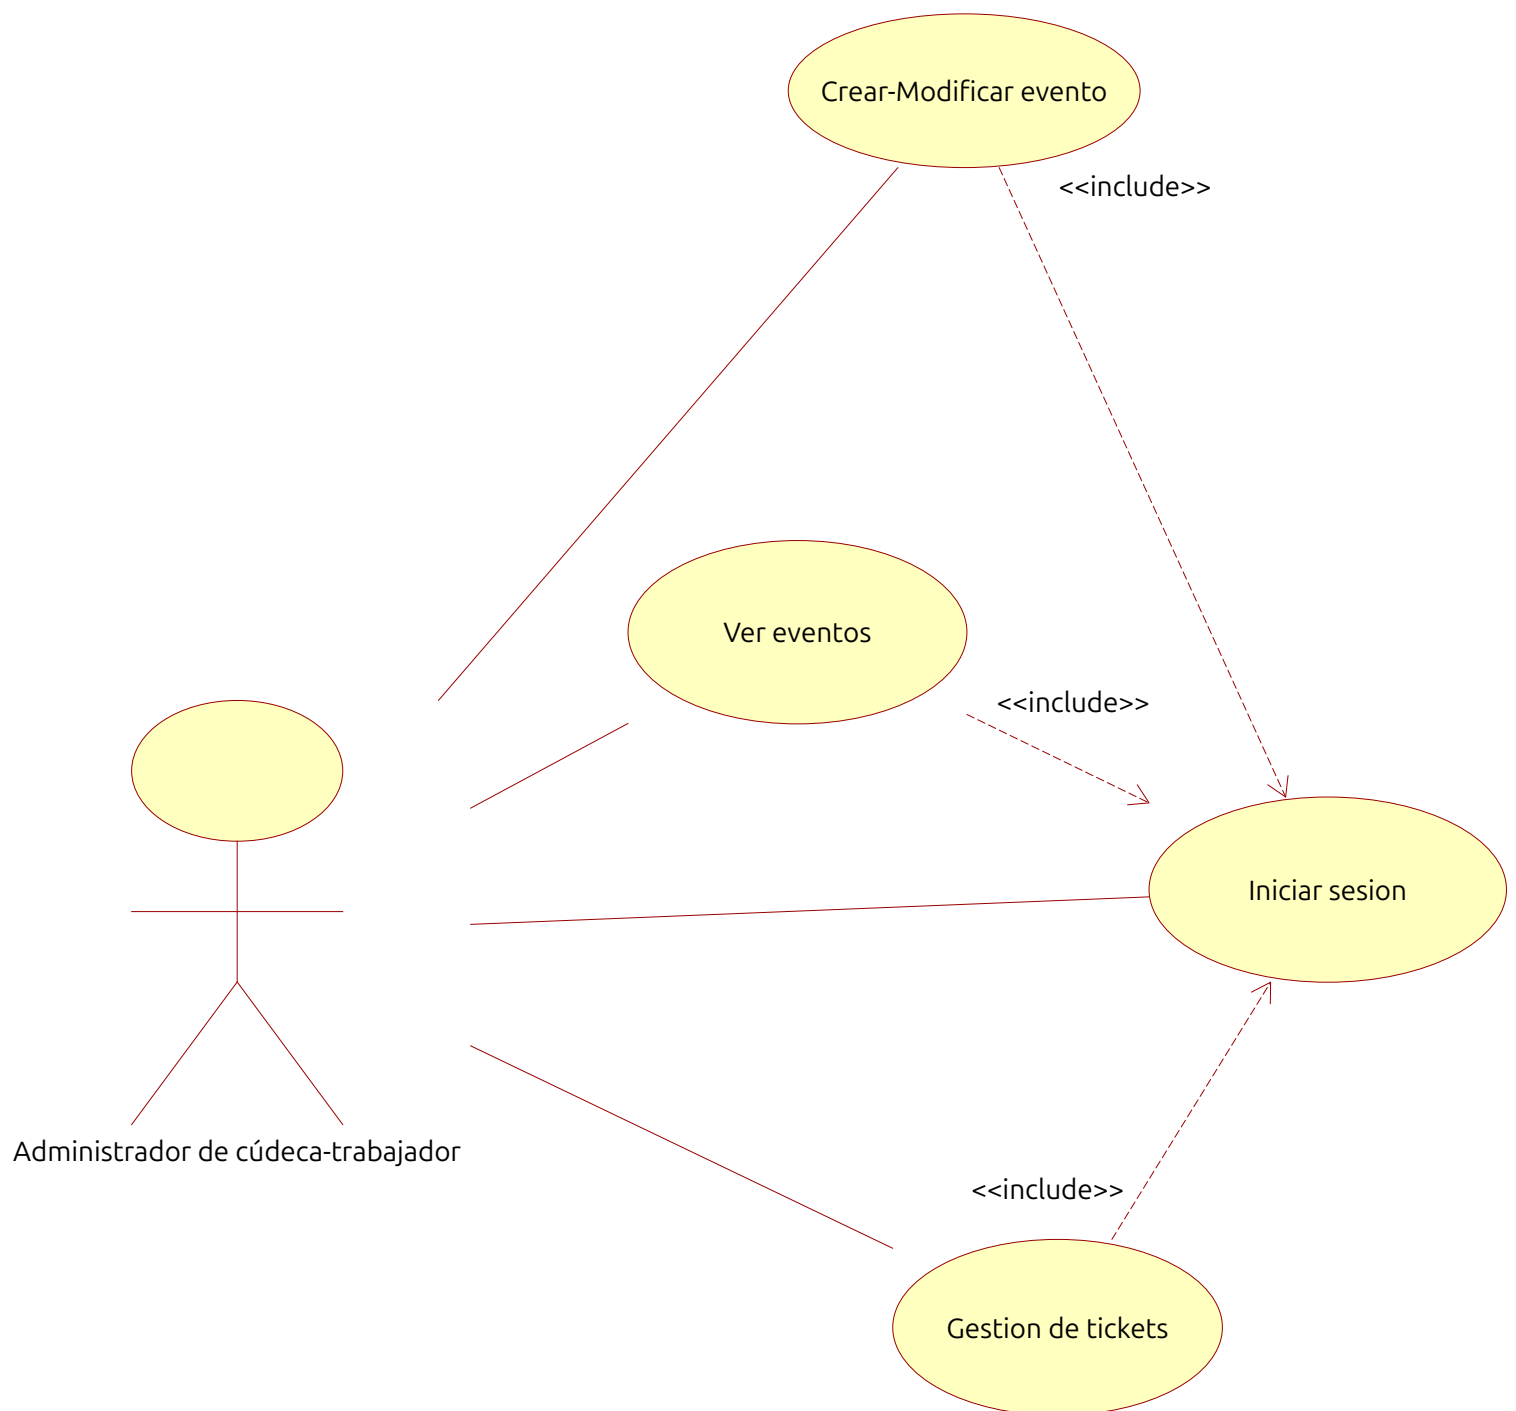 Crear-Modificar evento
<<include>>
Ver eventos
<<include>>
Iniciar sesion
Administrador de cúdeca-trabajador
<<include>>
Gestion de tickets